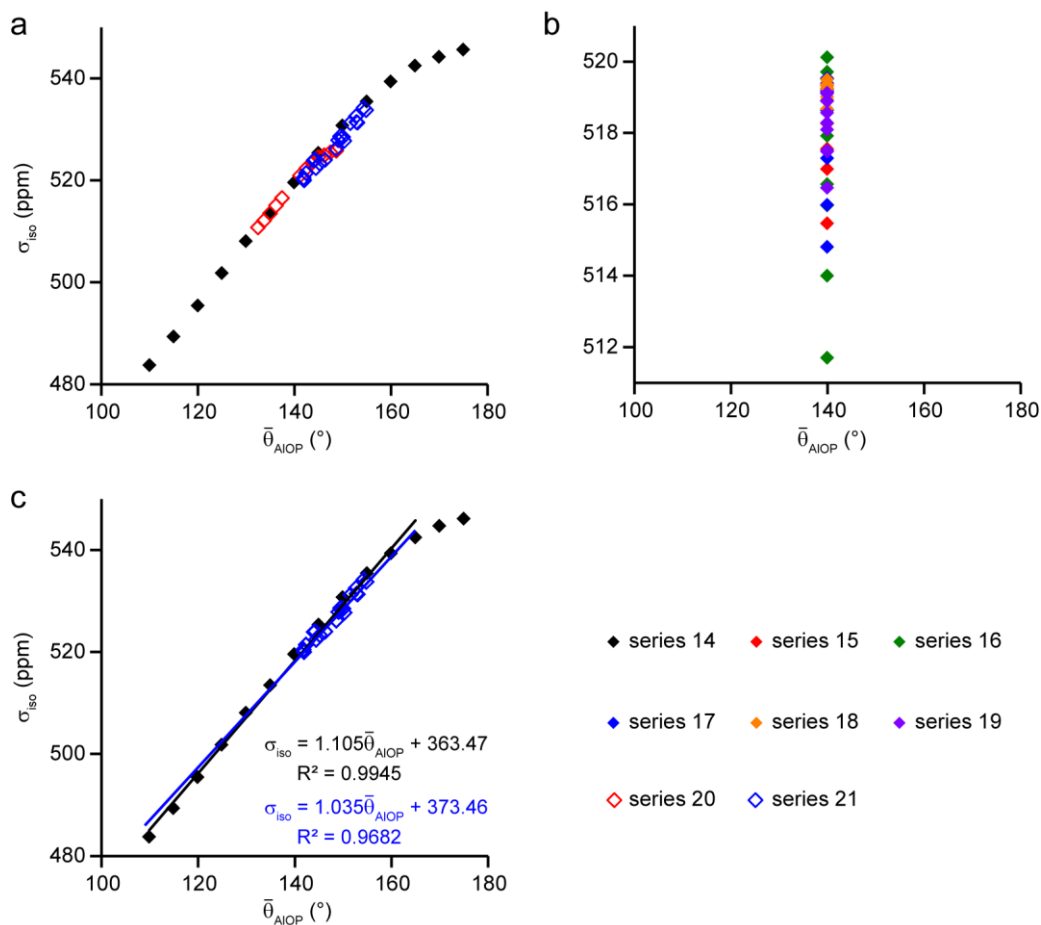 a
540
520
500
480
σiso (ppm)
100 120 140 160 180
θ̄AlOP (°)
b
520
518
516
514
512
100 120 140 160 180
θ̄AlOP (°)
c
540
520
500
480
σiso (ppm)
σiso = 1.105θ̄AlOP + 363.47
R² = 0.9945
σiso = 1.035θ̄AlOP + 373.46
R² = 0.9682
100 120 140 160 180
θ̄AlOP (°)
series 14 series 15 series 16
series 17 series 18 series 19
series 20 series 21